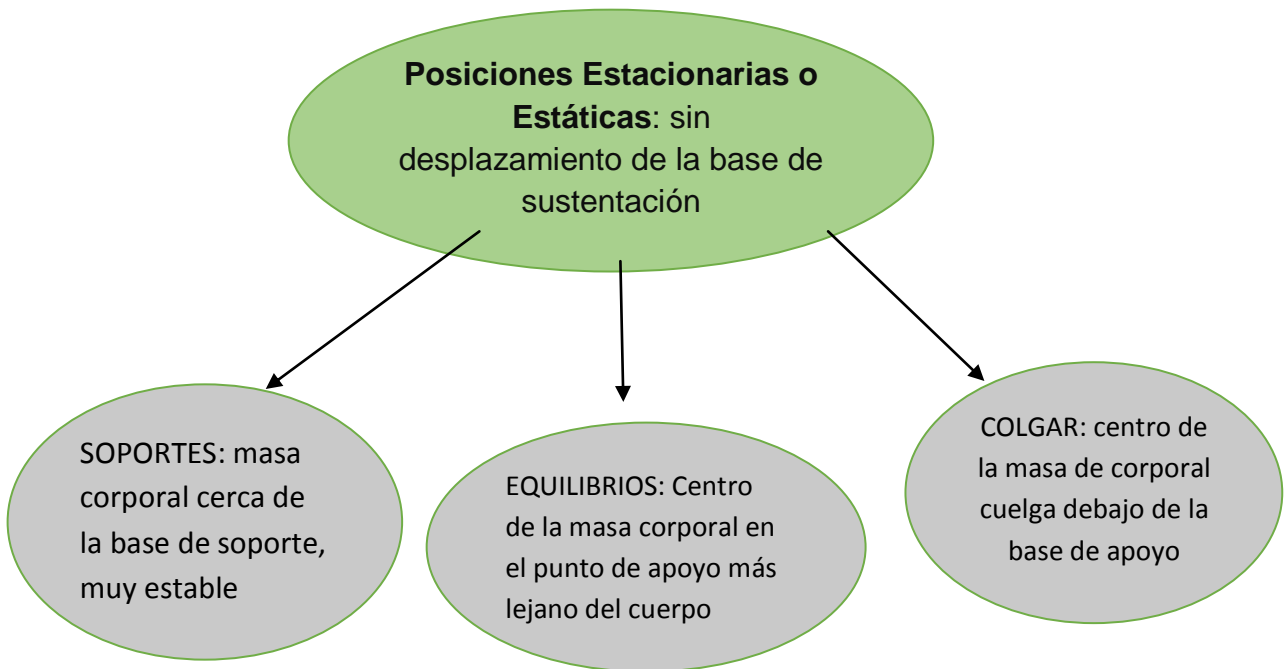 Posiciones Estacionarias o
Estáticas: sin
desplazamiento de la base de
sustentación
SOPORTES: masa
corporal cerca de
la base de soporte,
muy estable
EQUILIBRIOS: Centro
de la masa corporal en
el punto de apoyo más
lejano del cuerpo
COLGAR: centro de
la masa de corporal
cuelga debajo de la
base de apoyo